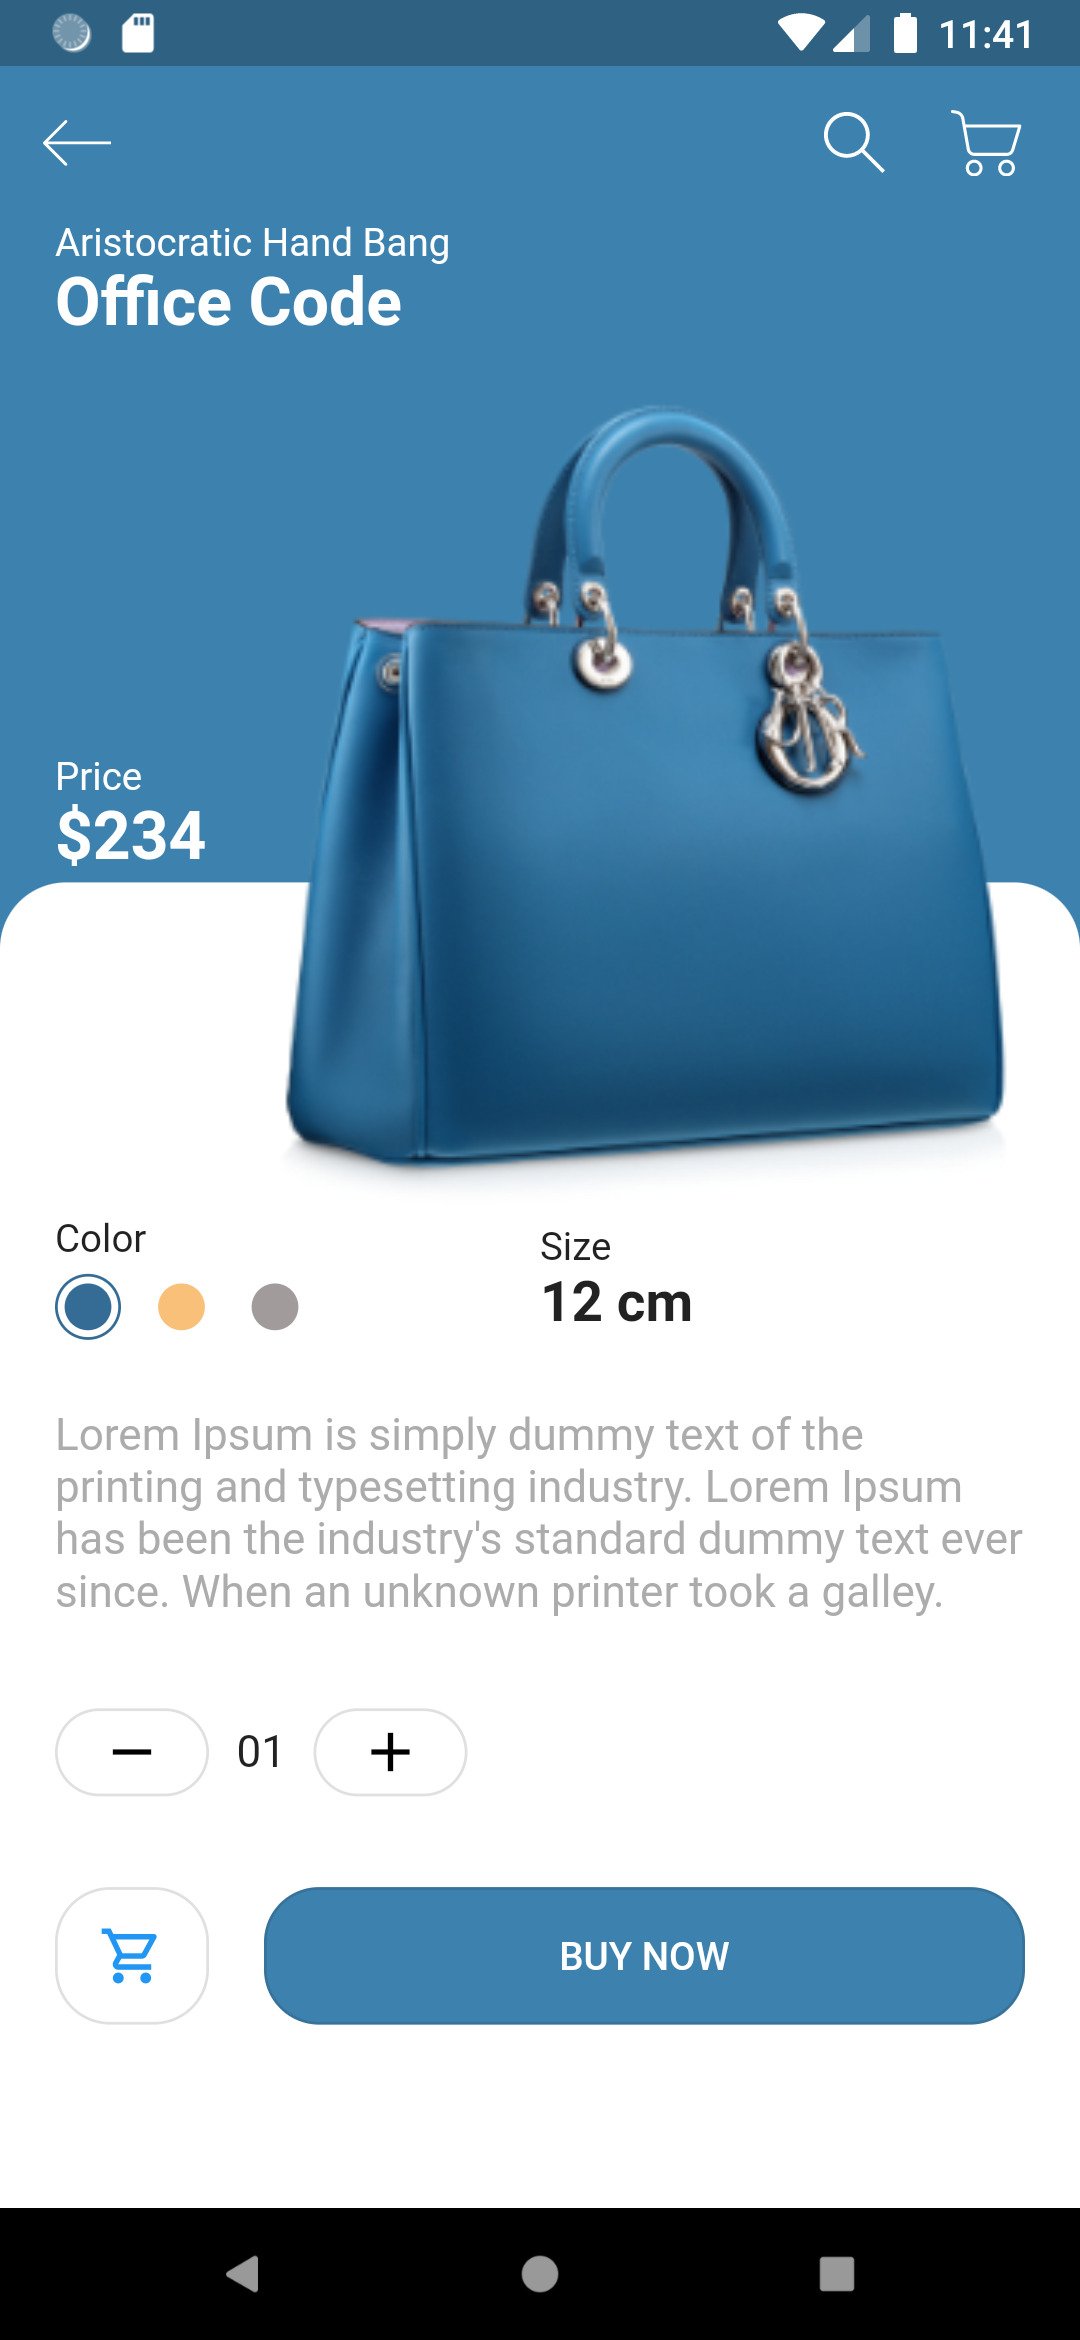 11:41
Aristocratic Hand Bang
Office Code
Price
$234
Color
Size
12 cm
Lorem Ipsum is simply dummy text of the
printing and typesetting industry. Lorem Ipsum
has been the industry's standard dummy text ever
since. When an unknown printer took a galley.
01
BUY NOW